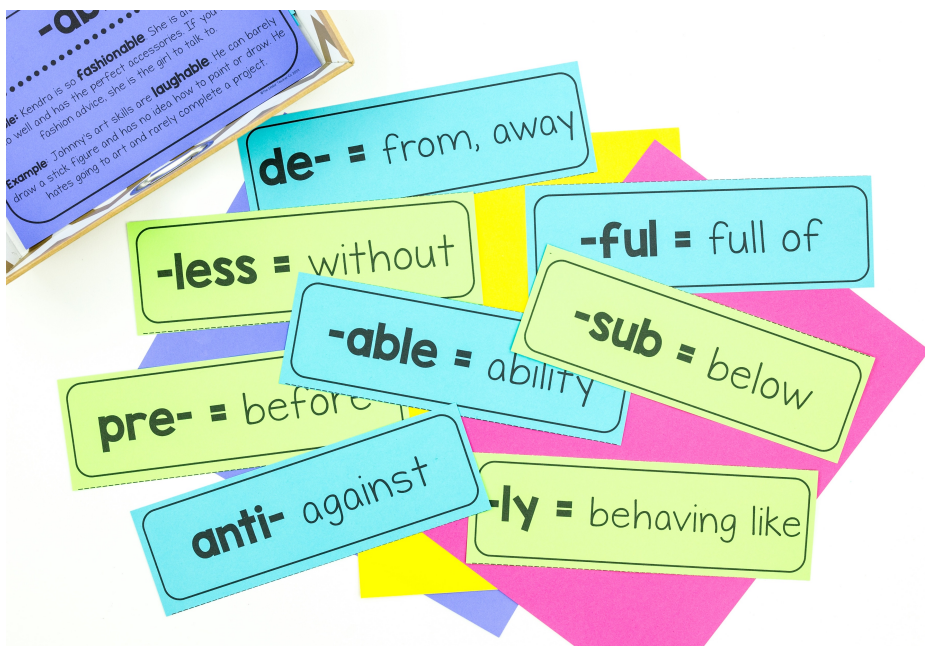 -ab
Kendra is so fashionable. She is
well and has the perfect accessories. If you
fashion advice, she is the girl to talk to.
Example: Johnny's art skills are laughable. He can barely
draw a stick figure and has no idea how to paint or draw. He
hates going to art and rarely complete a project.
de- = from, away
-ful = full of
-less = without
-sub = below
-able = ability
pre- = before
anti- against
-ly = behaving like